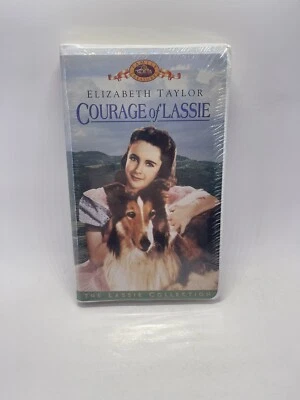 ELIZABETH TAYLOR
COURAGE of LASSIE
THE LASSIE COLLECTION